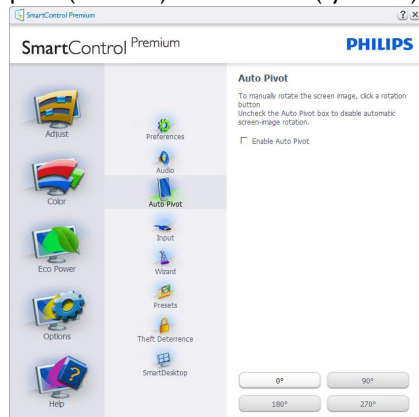 SmartControl Premium
SmartControl Premium
PHILIPS
Adjust
Color
Eco Power
Options
Help
Preferences
Audio
Auto Pivot
Input
Wizard
Presets
Theft Deterrence
SmartDesktop
Auto Pivot
To manually rotate the screen image, click a rotation
button
Uncheck the Auto Pivot box to disable automatic
screen-image rotation.
Enable Auto Pivot
0°
90°
180°
270°